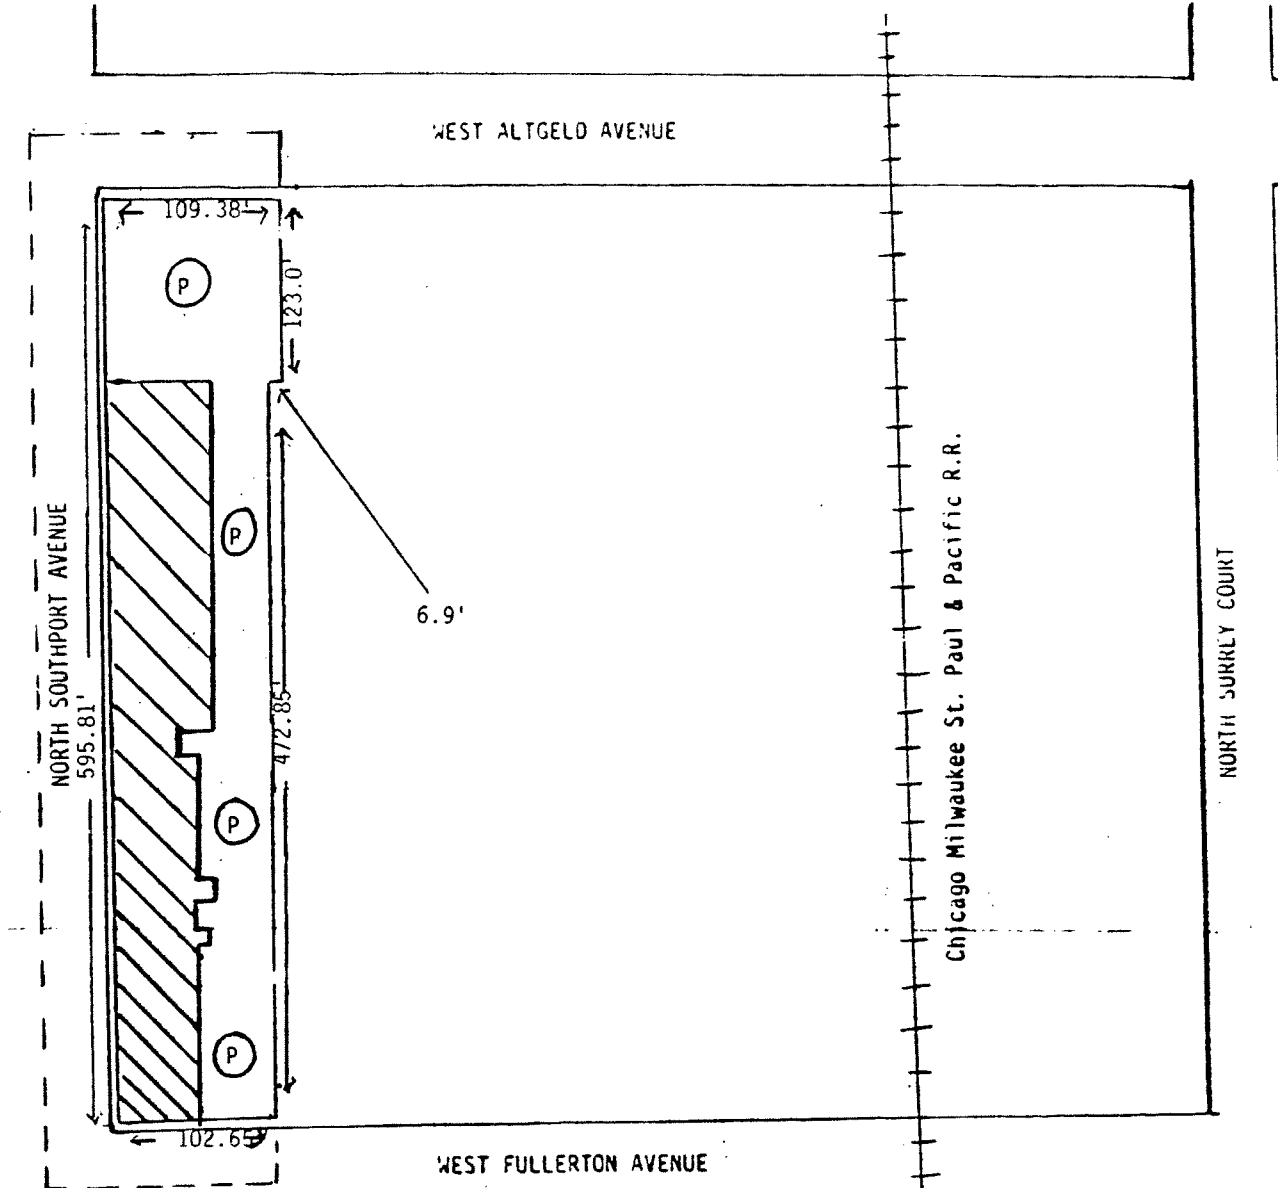 WEST ALTGELD AVENUE
109.38'
P
123.0'
P
6.9'
NORTH SOUTHPORT AVENUE
595.81'
472.85'
Chicago Milwaukee St. Paul & Pacific R.R.
NORTH SURREY COURT
P
P
102.65'
WEST FULLERTON AVENUE